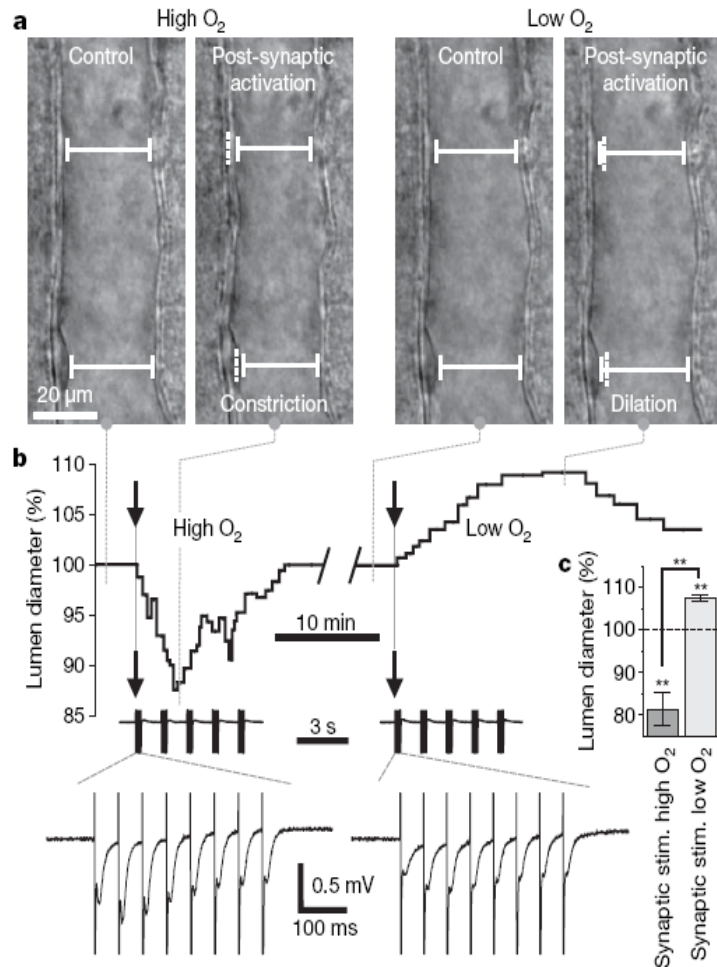 a
High O2
Low O2
Control
Post-synaptic
activation
Control
Post-synaptic
activation
20 µm
Constriction
Dilation
b
Lumen diameter (%)
110
105
100
95
90
85
High O2
Low O2
10 min
3 s
0.5 mV
100 ms
c
Lumen diameter (%)
110
100
90
80
**
**
**
Synaptic stim. high O2
Synaptic stim. low O2